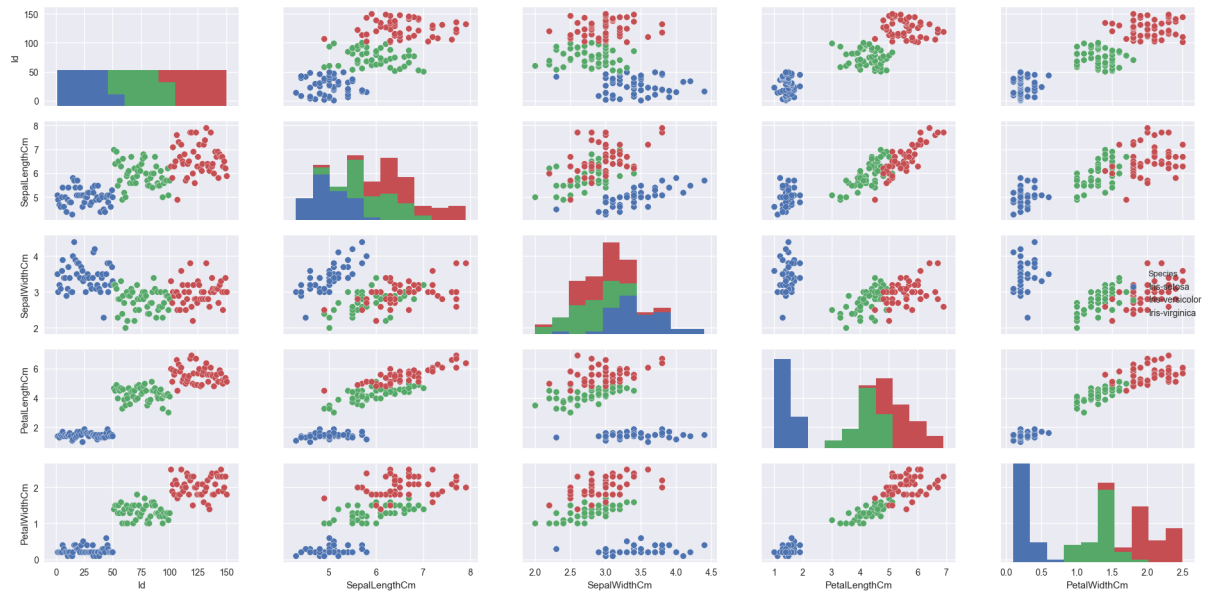 150
100
50
0
Id
8
7
6
5
SepalLengthCm
4
3
2
SepalWidthCm
Species
Iris-setosa
Iris-versicolor
Iris-virginica
6
4
2
PetalLengthCm
2
1
0
PetalWidthCm
0 25 50 75 100 125 150
5 6 7 8
2.0 2.5 3.0 3.5 4.0 4.5
1 2 3 4 5 6 7
0.0 0.5 1.0 1.5 2.0 2.5
Id
SepalLengthCm
SepalWidthCm
PetalLengthCm
PetalWidthCm